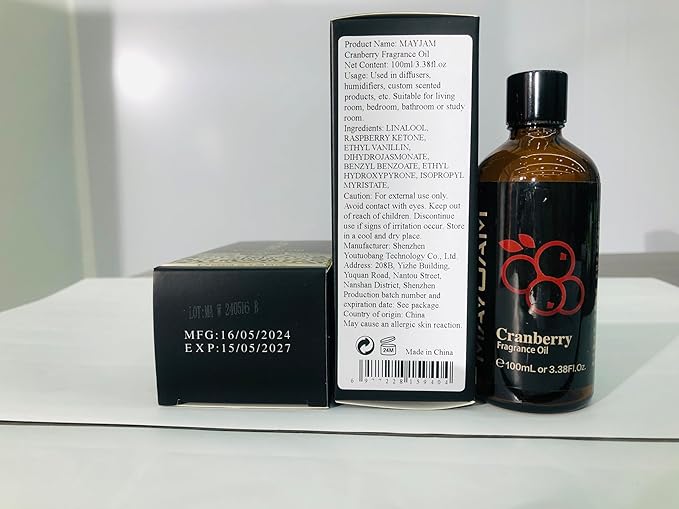 LOT:MA W 240516 B
MFG:16/05/2024
EXP:15/05/2027
Product Name: MAYJAM
Cranberry Fragrance Oil
Net Content: 100ml 3.38fl.oz
Usage: Used in diffusers,
humidifiers, custom scented
products, etc. Suitable for living
room, bedroom, bathroom or study
room.
Ingredients: LINALOOL,
RASPBERRY KETONE,
ETHYL VANILLIN,
DIHYDROJASMONATE,
BENZYL BENZOATE, ETHYL
HYDROXYPYRONE, ISOPROPYL
MYRISTATE,
Caution: For external use only.
Avoid contact with eyes. Keep out
of reach of children. Discontinue
use if signs of irritation occur. Store
in a cool and dry place.
Manufacturer: Shenzhen
Youtuobang Technology Co., Ltd.
Address: 208B, Yizhe Building,
Yuquan Road, Nantou Street,
Nanshan District, Shenzhen
Production batch number and
expiration date: See package.
Country of origin: China
May cause an allergic skin reaction.
24M
Made in China
6 977228 139404
MAYJAM
Cranberry
Fragrance Oil
℮100mL or 3.38Fl.Oz.